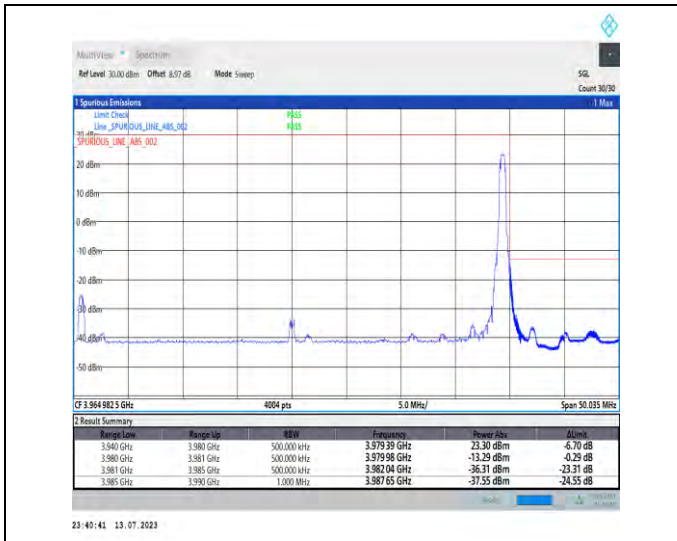 MultiView Spectrum
Ref Level 30.00 dBm Offset 8.97 dB Mode Sweep SGL
Count 30/30
1 Spurious Emissions 1 Max
Limit Check PASS
Line _SPURIOUS_LINE_ABS_002 PASS
30 dBm
_SPURIOUS_LINE_ABS_002
20 dBm
10 dBm
0 dBm
-10 dBm
-20 dBm
-30 dBm
-40 dBm
-50 dBm
CF 3.964 982 5 GHz 4004 pts 5.0 MHz/ Span 50.035 MHz
2 Result Summary
Range Low Range Up RBW Frequency Power Abs ΔLimit
3.940 GHz 3.980 GHz 500.000 kHz 3.979 39 GHz 23.30 dBm -6.70 dB
3.980 GHz 3.981 GHz 500.000 kHz 3.979 98 GHz -13.29 dBm -0.29 dB
3.981 GHz 3.985 GHz 500.000 kHz 3.982 04 GHz -36.31 dBm -23.31 dB
3.985 GHz 3.990 GHz 1.000 MHz 3.987 65 GHz -37.55 dBm -24.55 dB
23:40:41 13.07.2023